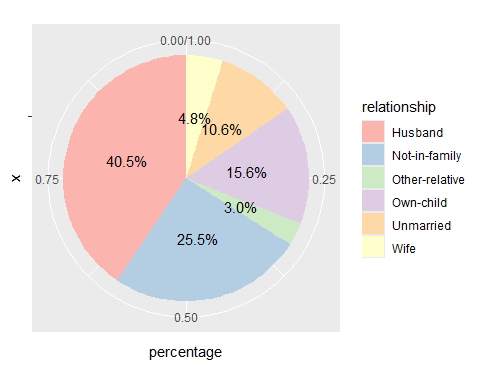 0.00/1.00
4.8%
10.6%
40.5%
15.6%
3.0%
25.5%
0.75
0.25
0.50
x
percentage
relationship
Husband
Not-in-family
Other-relative
Own-child
Unmarried
Wife